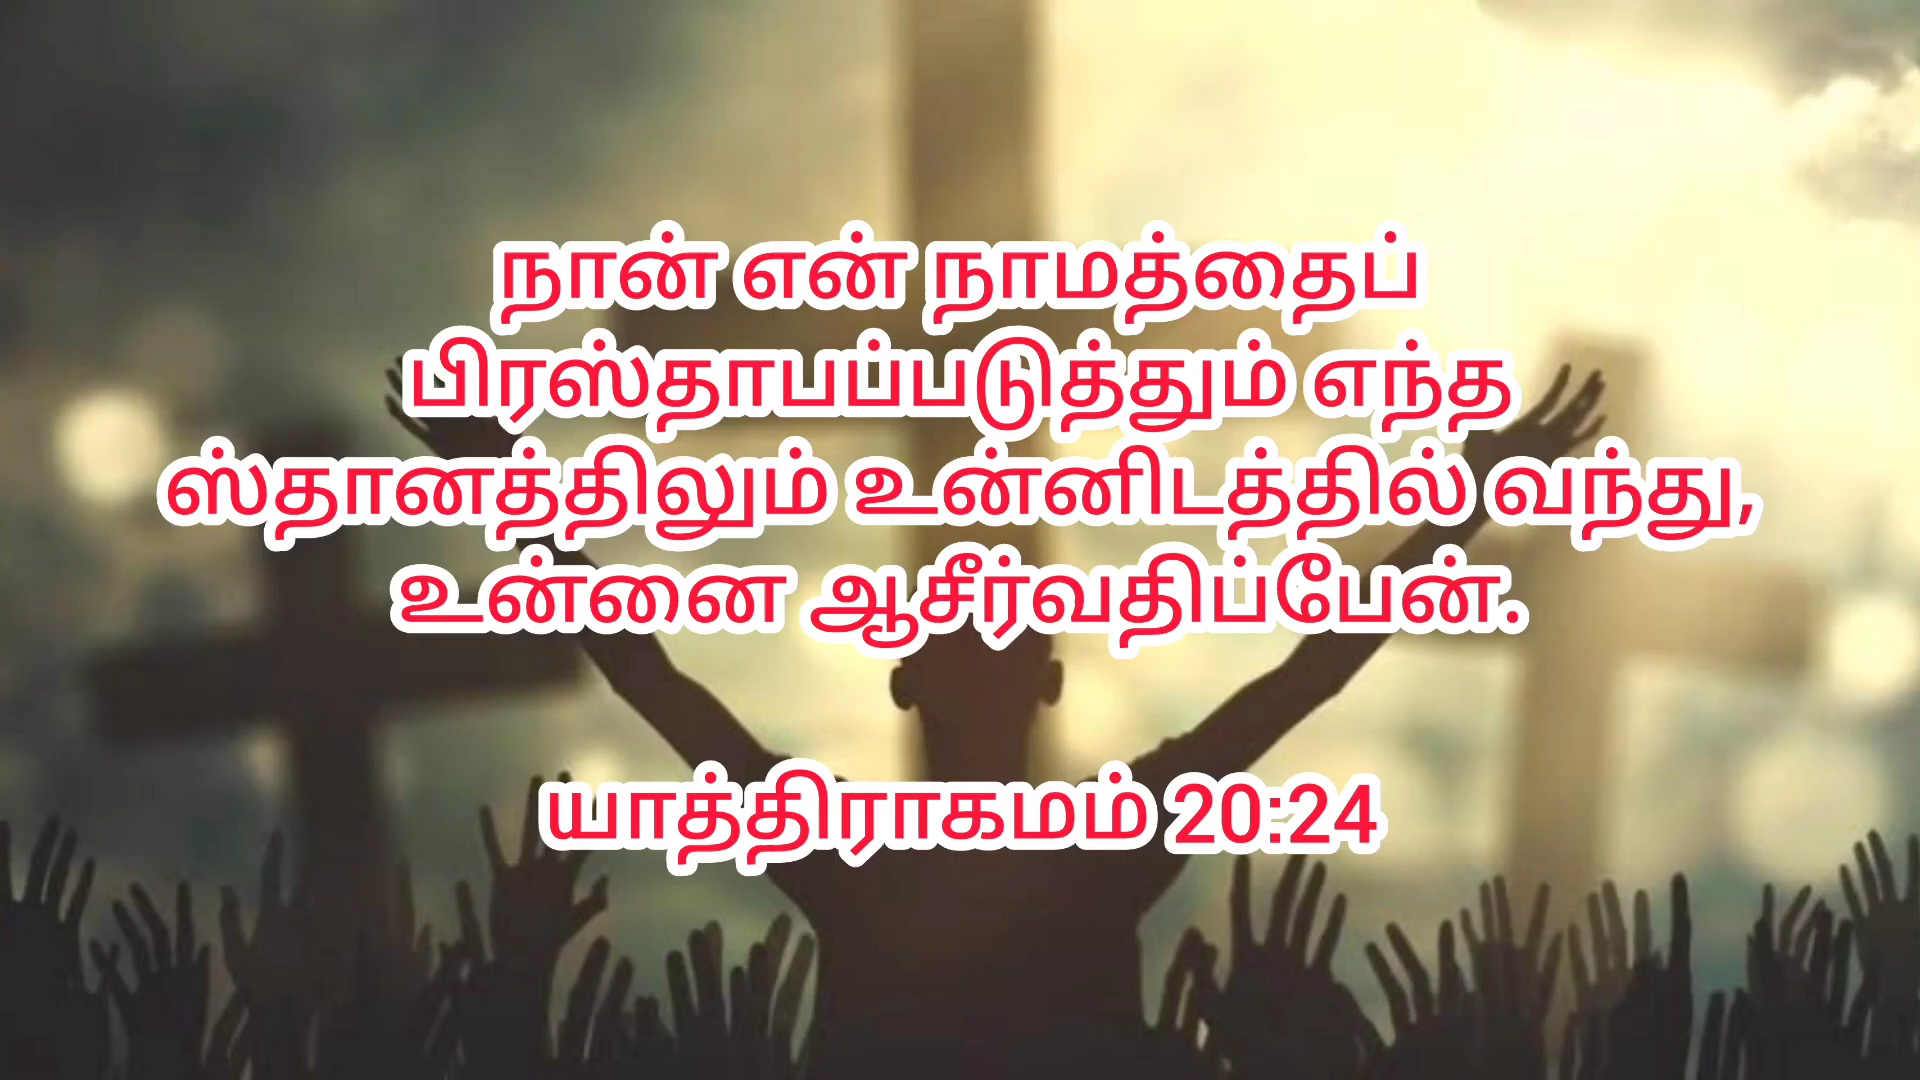 நான் என் நாமத்தைப்
பிரஸ்தாபப்படுத்தும் எந்த
ஸ்தானத்திலும் உன்னிடத்தில் வந்து,
உன்னை ஆசீர்வதிப்பேன்.
யாத்திராகமம் 20:24